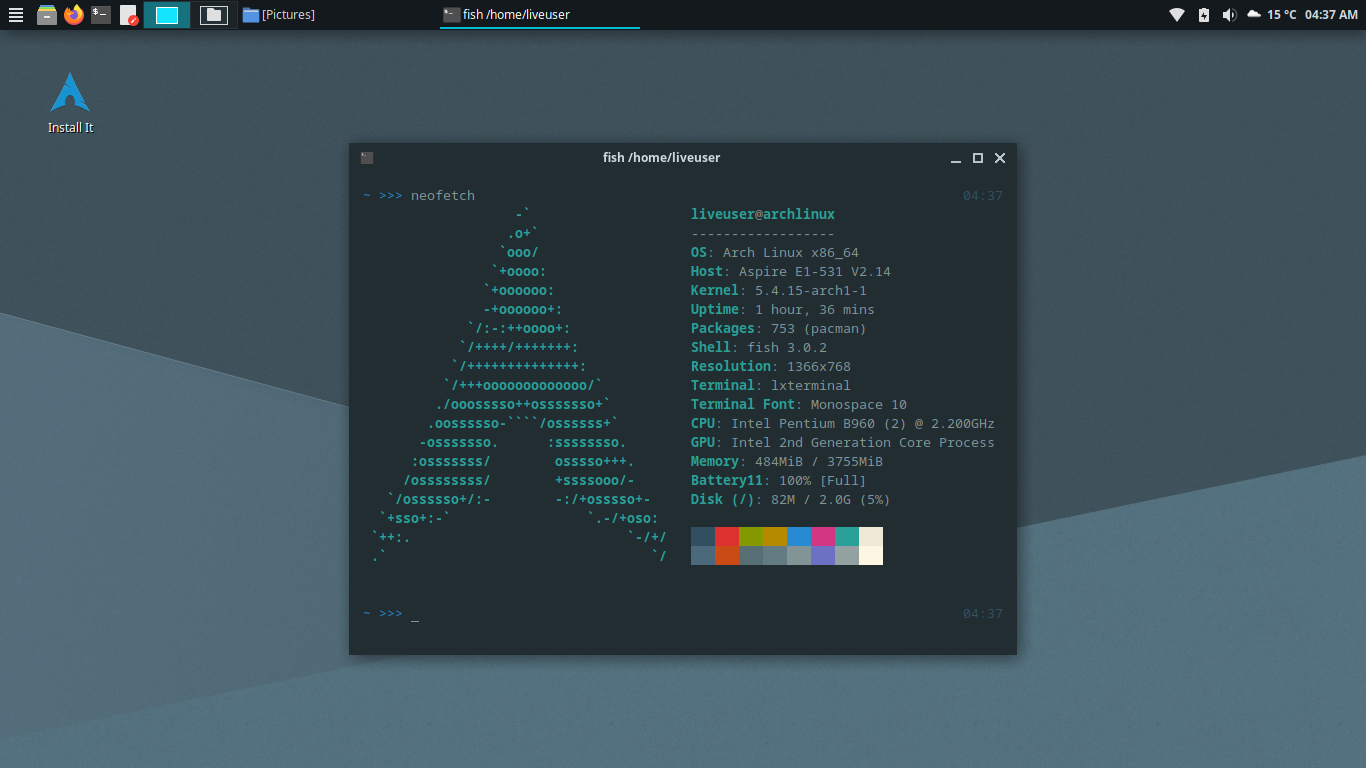 [Pictures]
fish /home/liveuser
15 °C
04:37 AM
Install It
fish /home/liveuser
~ >>> neofetch 04:37
-` liveuser@archlinux
.o+` ------------------
`ooo/ OS: Arch Linux x86_64
`+oooo: Host: Aspire E1-531 V2.14
`+oooooo: Kernel: 5.4.15-arch1-1
-+oooooo+: Uptime: 1 hour, 36 mins
`/:-:++oooo+: Packages: 753 (pacman)
`/++++/+++++++: Shell: fish 3.0.2
`/++++++++++++++: Resolution: 1366x768
`/+++ooooooooooooo/` Terminal: lxterminal
./ooosssso++osssssso+` Terminal Font: Monospace 10
.oossssso-````/ossssss+` CPU: Intel Pentium B960 (2) @ 2.200GHz
-osssssso. :ssssssso. GPU: Intel 2nd Generation Core Process
:osssssss/ osssso+++. Memory: 484MiB / 3755MiB
/ossssssss/ +ssssooo/- Battery11: 100% [Full]
`/ossssso+/:- -:/+osssso+- Disk (/): 82M / 2.0G (5%)
`+sso+:-` `.-/+oso:
`++:. `-/+/
.` `/
~ >>> _ 04:37